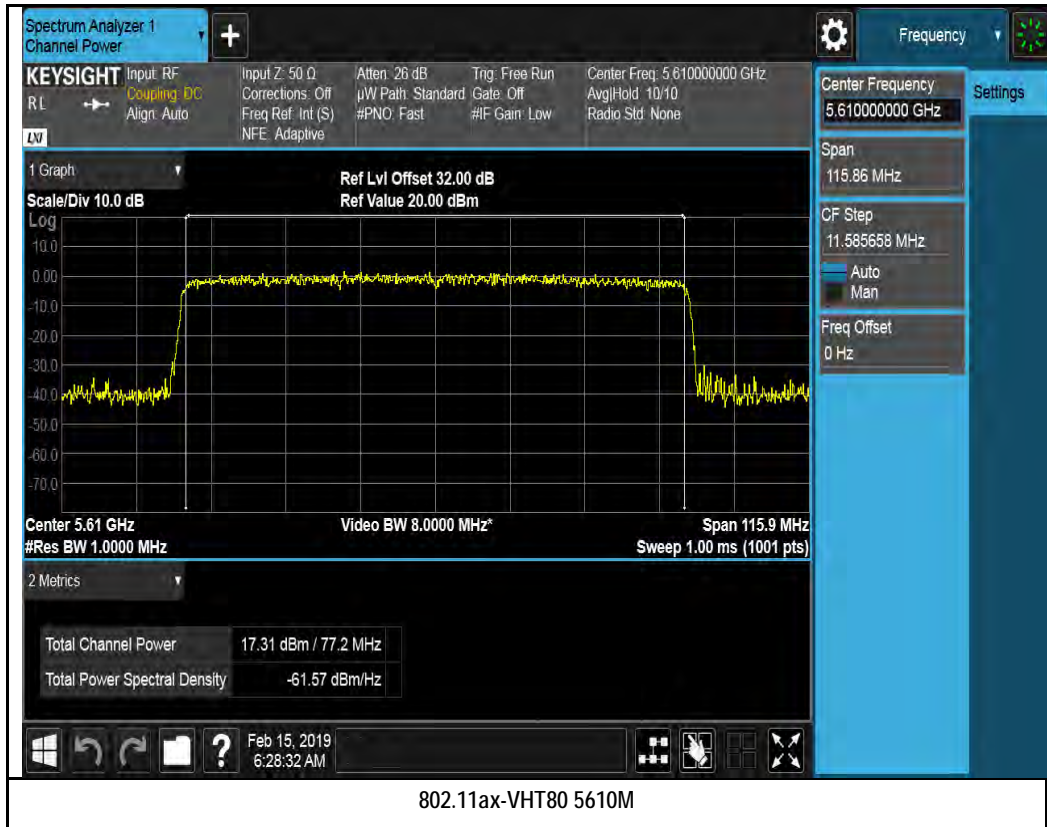 Spectrum Analyzer 1
Channel Power
+
Frequency
KEYSIGHT
RL
LXI
Input: RF
Coupling: DC
Align: Auto
Input Z: 50 Ω
Corrections: Off
Freq Ref: Int (S)
NFE: Adaptive
Atten: 26 dB
µW Path: Standard
#PNO: Fast
Trig: Free Run
Gate: Off
#IF Gain: Low
Center Freq: 5.610000000 GHz
Avg|Hold: 10/10
Radio Std: None
Center Frequency
5.610000000 GHz
Settings
Span
115.86 MHz
CF Step
11.585658 MHz
Auto
Man
Freq Offset
0 Hz
1 Graph
Scale/Div 10.0 dB
Ref Lvl Offset 32.00 dB
Ref Value 20.00 dBm
Log
10.0
0.00
-10.0
-20.0
-30.0
-40.0
-50.0
-60.0
-70.0
Center 5.61 GHz
#Res BW 1.0000 MHz
Video BW 8.0000 MHz*
Span 115.9 MHz
Sweep 1.00 ms (1001 pts)
2 Metrics
Total Channel Power 17.31 dBm / 77.2 MHz
Total Power Spectral Density -61.57 dBm/Hz
?
Feb 15, 2019
6:28:32 AM
802.11ax-VHT80 5610M